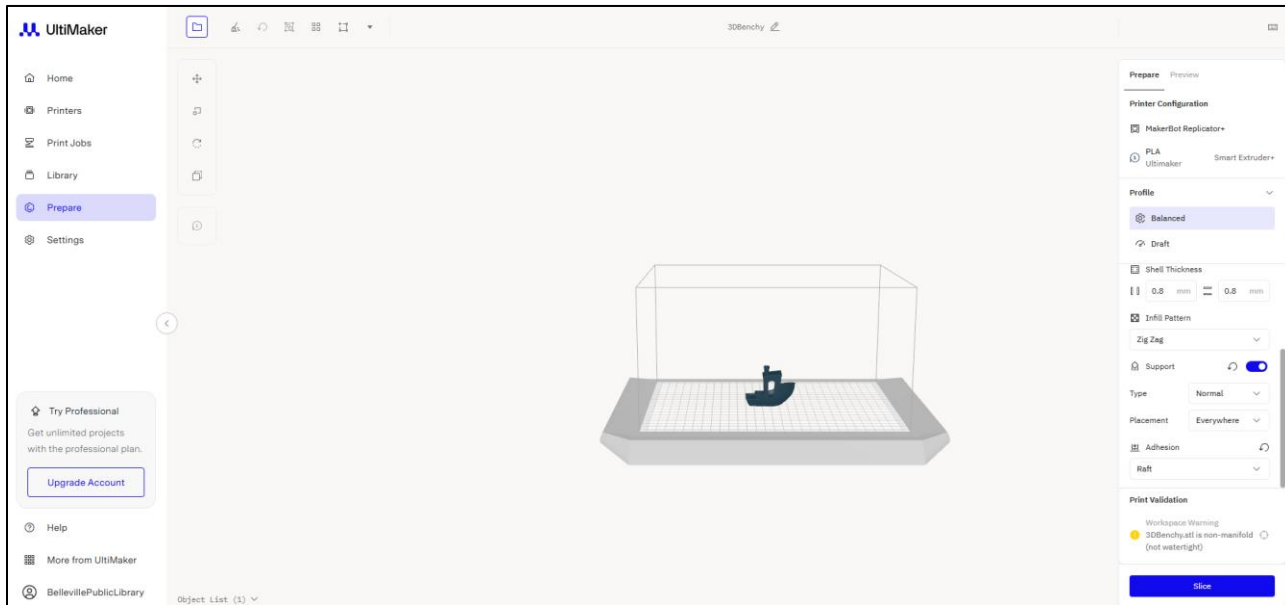 UltiMaker
Home
Printers
Print Jobs
Library
Prepare
Settings
Try Professional
Get unlimited projects
with the professional plan.
Upgrade Account
Help
More from UltiMaker
BellevillePublicLibrary
3DBenchy
Object List (1)
Prepare Preview
Printer Configuration
MakerBot Replicator+
1 PLA
Ultimaker Smart Extruder+
Profile
Balanced
Draft
Shell Thickness
0.8 mm 0.8 mm
Infill Pattern
Zig Zag
Support
Type Normal
Placement Everywhere
Adhesion
Raft
Print Validation
Workspace Warning
3DBenchy.stl is non-manifold
(not watertight)
Slice